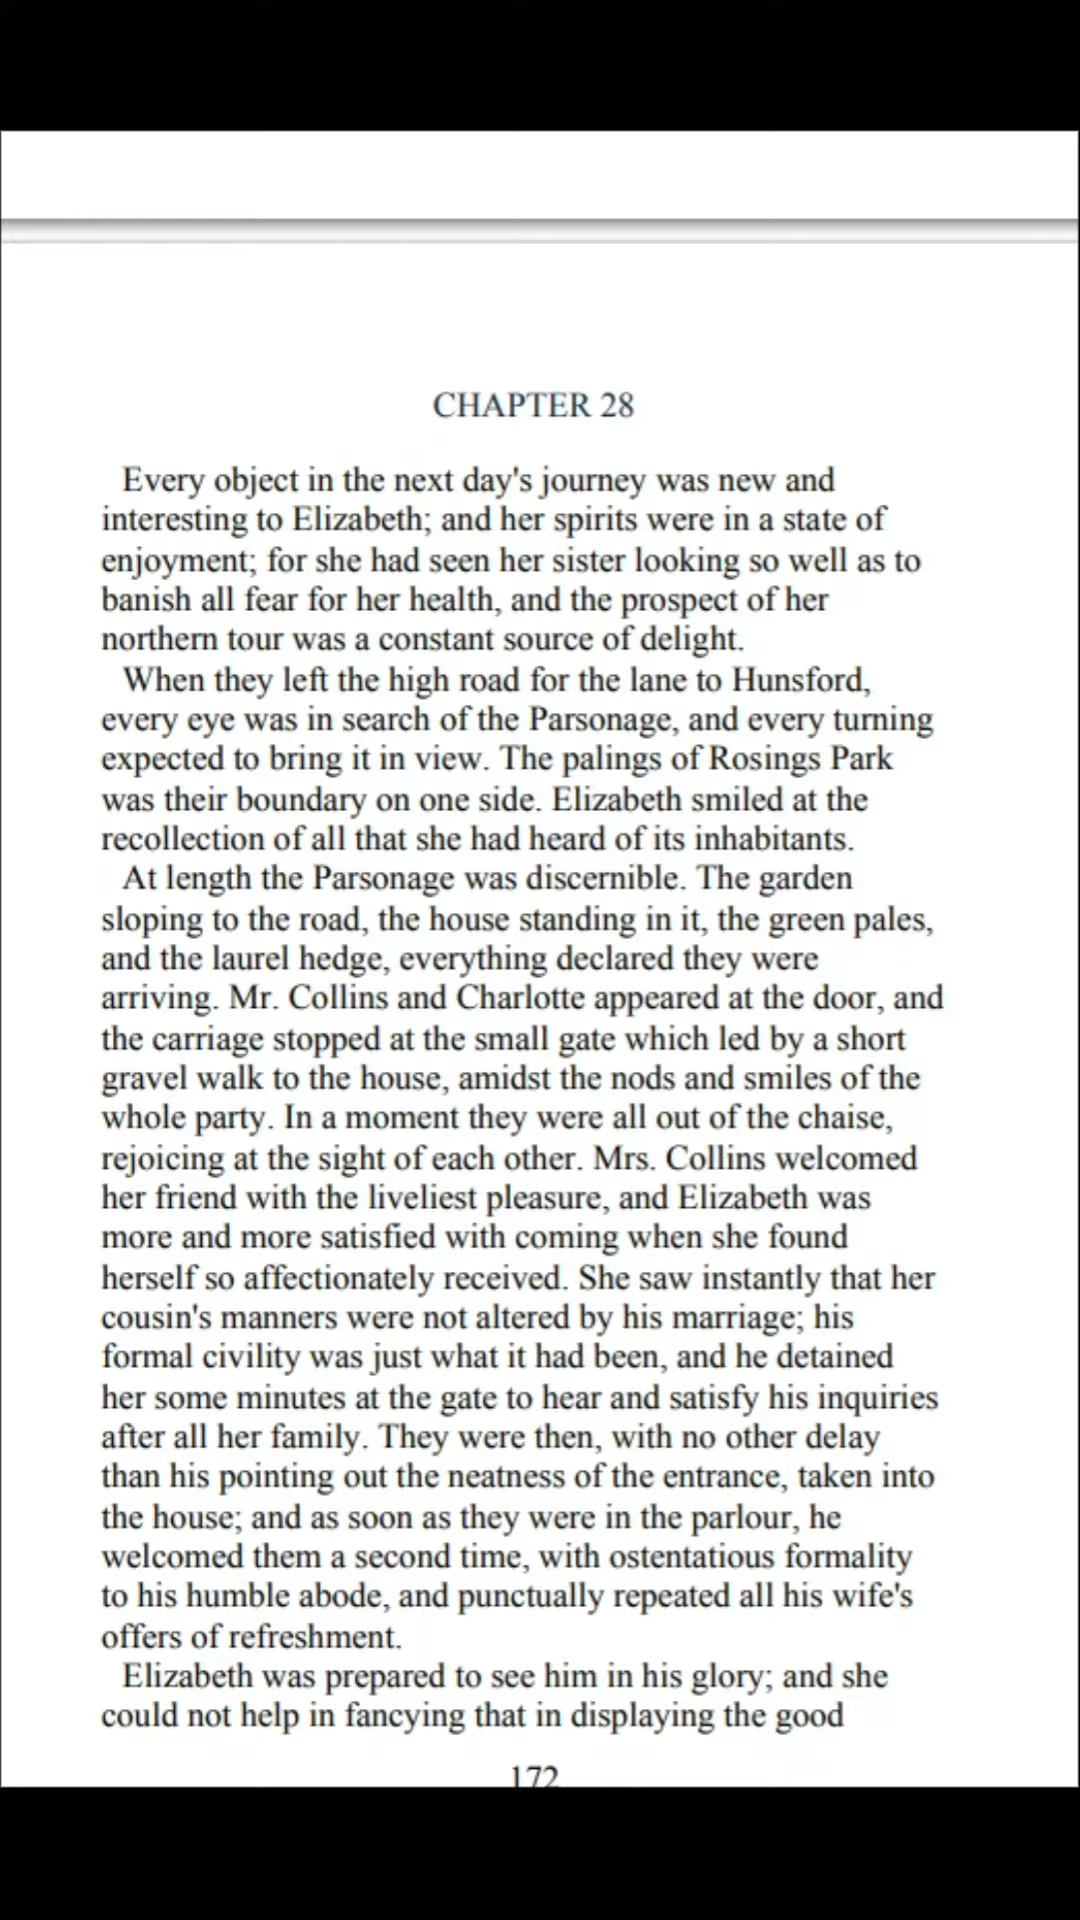 CHAPTER 28
Every object in the next day's journey was new and
interesting to Elizabeth; and her spirits were in a state of
enjoyment; for she had seen her sister looking so well as to
banish all fear for her health, and the prospect of her
northern tour was a constant source of delight.
When they left the high road for the lane to Hunsford,
every eye was in search of the Parsonage, and every turning
expected to bring it in view. The palings of Rosings Park
was their boundary on one side. Elizabeth smiled at the
recollection of all that she had heard of its inhabitants.
At length the Parsonage was discernible. The garden
sloping to the road, the house standing in it, the green pales,
and the laurel hedge, everything declared they were
arriving. Mr. Collins and Charlotte appeared at the door, and
the carriage stopped at the small gate which led by a short
gravel walk to the house, amidst the nods and smiles of the
whole party. In a moment they were all out of the chaise,
rejoicing at the sight of each other. Mrs. Collins welcomed
her friend with the liveliest pleasure, and Elizabeth was
more and more satisfied with coming when she found
herself so affectionately received. She saw instantly that her
cousin's manners were not altered by his marriage; his
formal civility was just what it had been, and he detained
her some minutes at the gate to hear and satisfy his inquiries
after all her family. They were then, with no other delay
than his pointing out the neatness of the entrance, taken into
the house; and as soon as they were in the parlour, he
welcomed them a second time, with ostentatious formality
to his humble abode, and punctually repeated all his wife's
offers of refreshment.
Elizabeth was prepared to see him in his glory; and she
could not help in fancying that in displaying the good
172